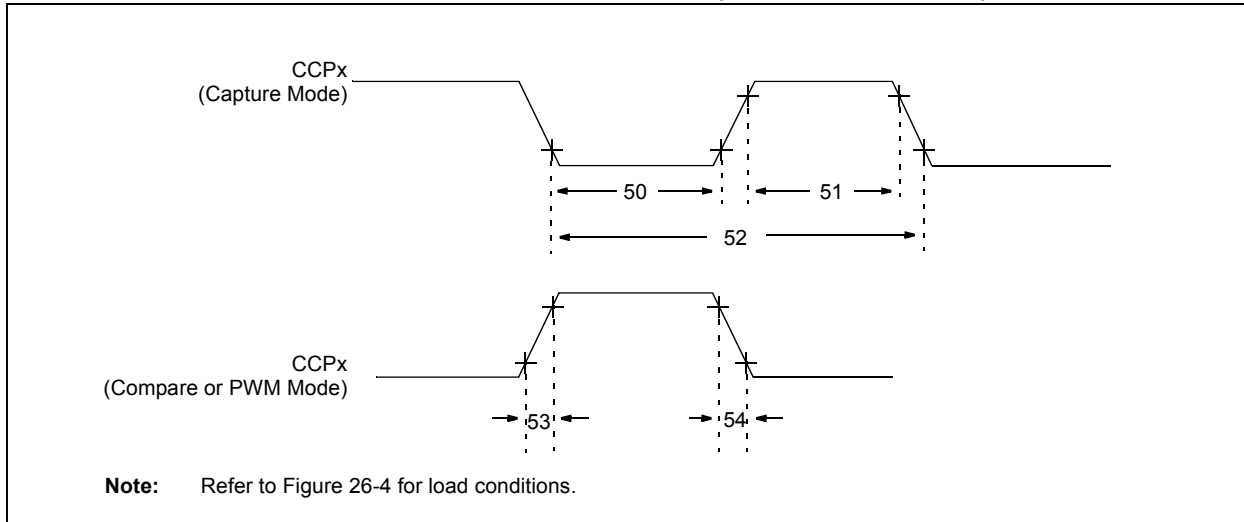 CCPx
(Capture Mode)
50
51
52
CCPx
(Compare or PWM Mode)
53
54
Note: Refer to Figure 26-4 for load conditions.